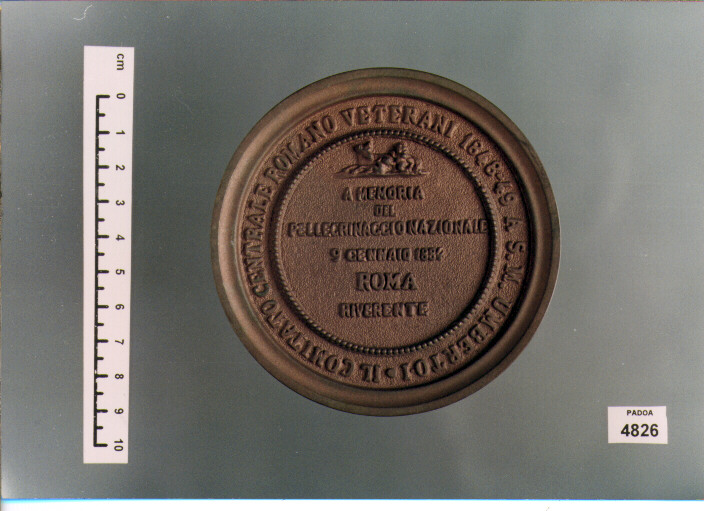 IL COMITATO CENTRALE ROMANO VETERANI 1848-49 A S.M. UMBERTO I
A MEMORIA
DEL
PELLEGRINAGGIO NAZIONALE
9 GENNAIO 1884
ROMA
RIVERENTE
cm
0
1
2
3
4
5
6
7
8
9
10
PADOA
4826